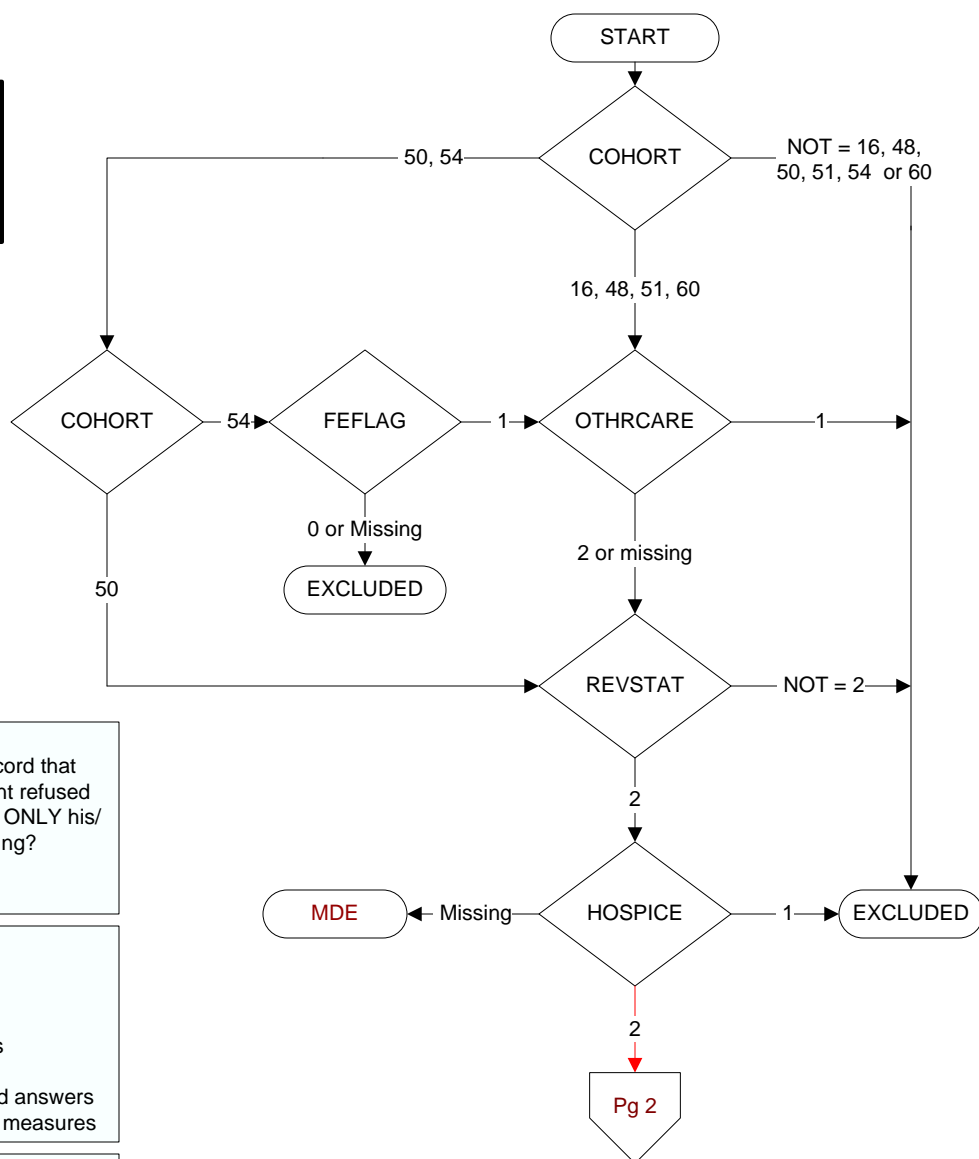 START
COHORT
50, 54
NOT = 16, 48,
50, 51, 54 or 60
16, 48, 51, 60
COHORT
54
FEFLAG
1
OTHRCARE
1
0 or Missing
EXCLUDED
2 or missing
50
REVSTAT
NOT = 2
2
cord that
nt refused
ONLY his/
ng?
MDE
Missing
HOSPICE
1
EXCLUDED
s
d answers
measures
2
Pg 2